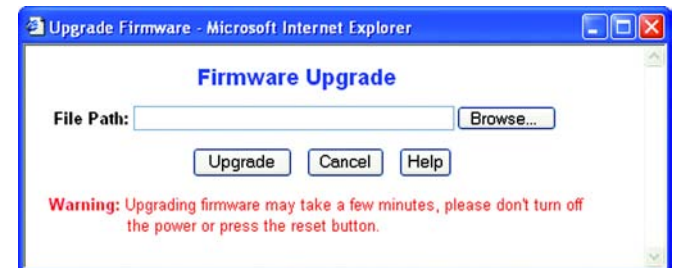 Upgrade Firmware - Microsoft Internet Explorer
Firmware Upgrade
File Path: Browse...
Upgrade Cancel Help
Warning: Upgrading firmware may take a few minutes, please don't turn off
the power or press the reset button.